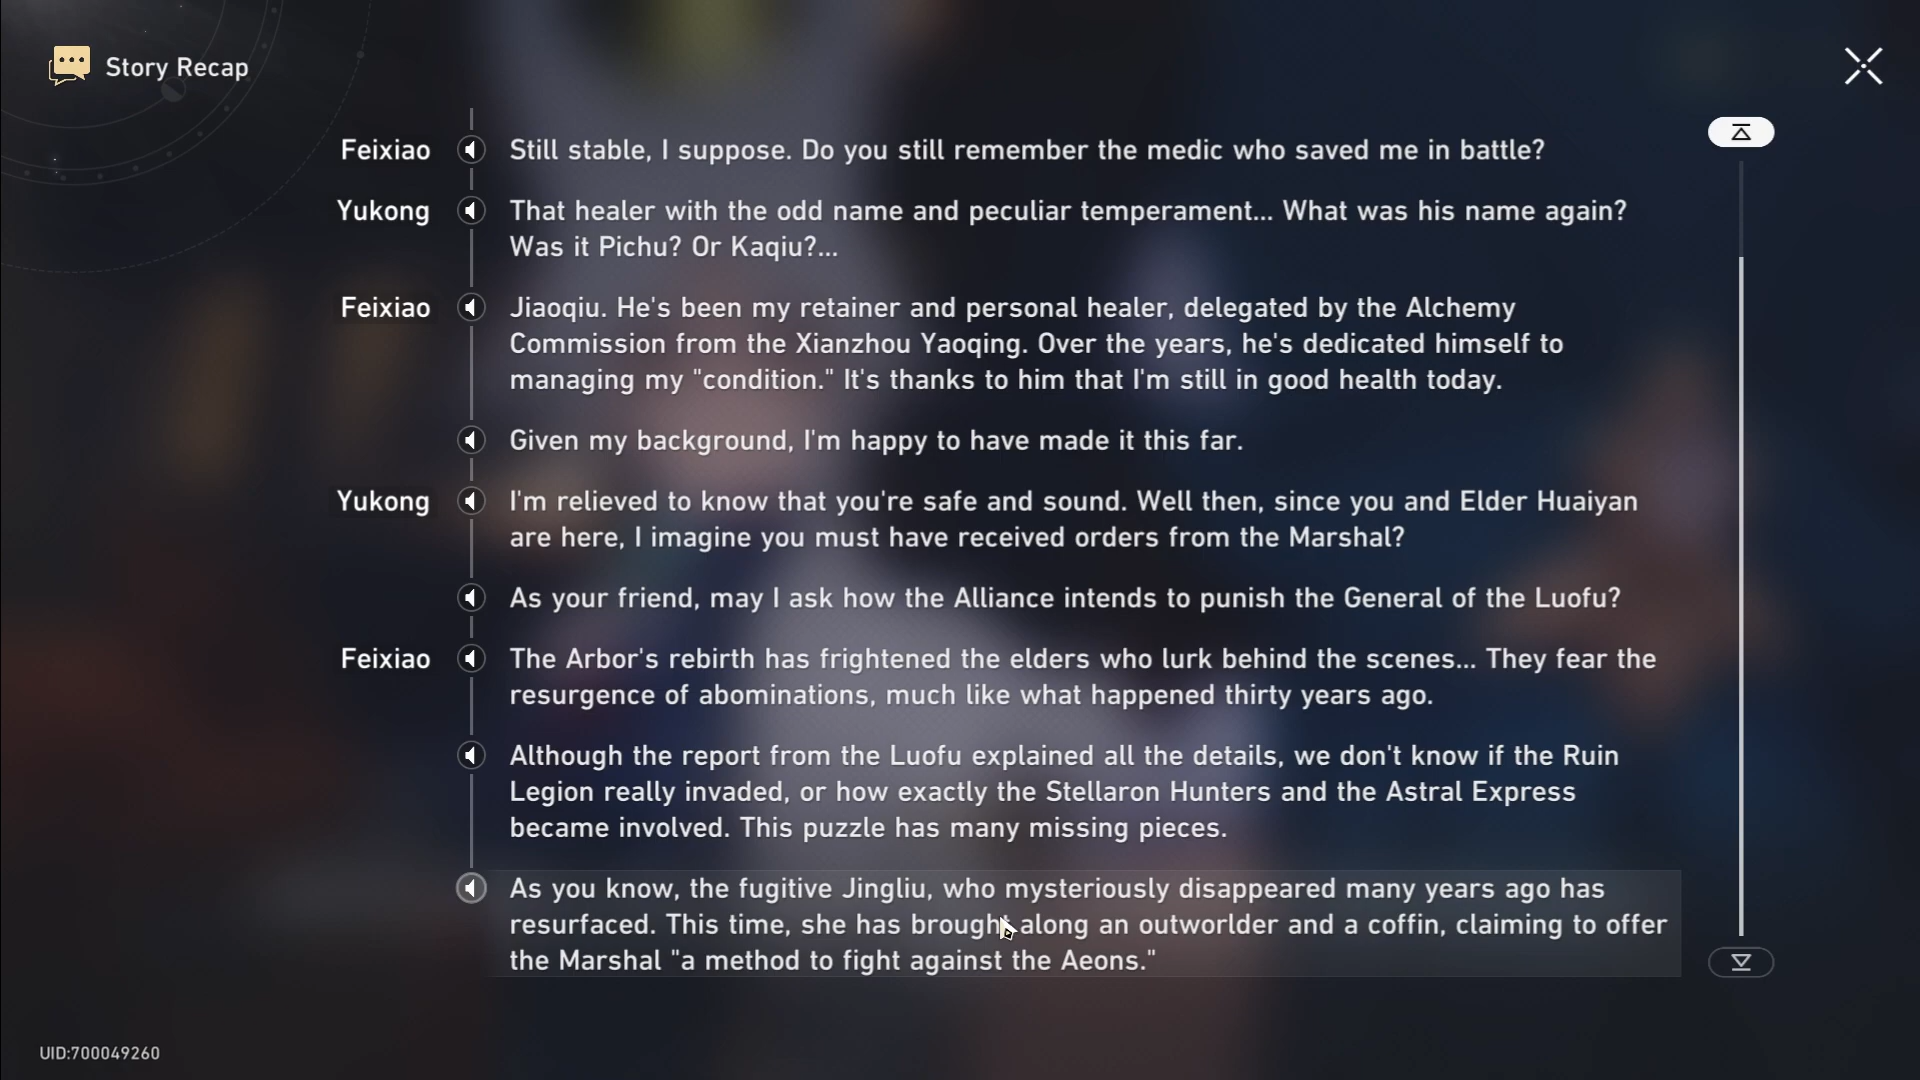 Story Recap
Feixiao Still stable, I suppose. Do you still remember the medic who saved me in battle?
Yukong That healer with the odd name and peculiar temperament... What was his name again?
Was it Pichu? Or Kaqiu?...
Feixiao Jiaoqiu. He's been my retainer and personal healer, delegated by the Alchemy
Commission from the Xianzhou Yaoqing. Over the years, he's dedicated himself to
managing my "condition." It's thanks to him that I'm still in good health today.
Given my background, I'm happy to have made it this far.
Yukong I'm relieved to know that you're safe and sound. Well then, since you and Elder Huaiyan
are here, I imagine you must have received orders from the Marshal?
As your friend, may I ask how the Alliance intends to punish the General of the Luofu?
Feixiao The Arbor's rebirth has frightened the elders who lurk behind the scenes... They fear the
resurgence of abominations, much like what happened thirty years ago.
Although the report from the Luofu explained all the details, we don't know if the Ruin
Legion really invaded, or how exactly the Stellaron Hunters and the Astral Express
became involved. This puzzle has many missing pieces.
As you know, the fugitive Jingliu, who mysteriously disappeared many years ago has
resurfaced. This time, she has brought along an outworlder and a coffin, claiming to offer
the Marshal "a method to fight against the Aeons."
UID:700049260